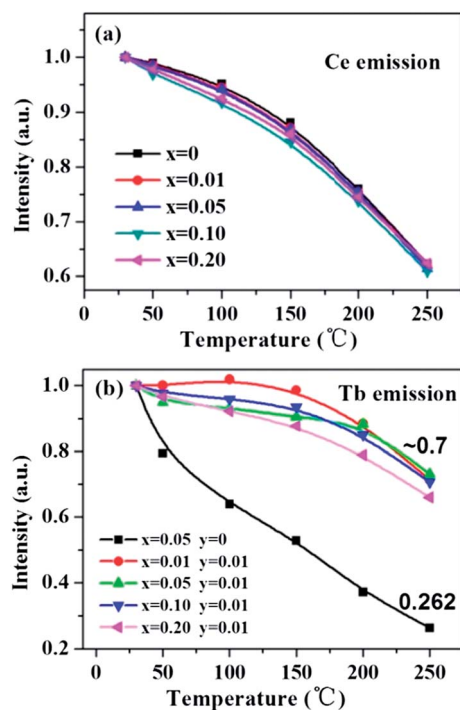 (a)
Ce emission
Intensity (a.u.)
1.0
0.9
0.8
0.7
0.6
x=0
x=0.01
x=0.05
x=0.10
x=0.20
0 50 100 150 200 250
Temperature (℃)
(b)
Tb emission
Intensity (a.u.)
1.0
0.8
0.6
0.4
0.2
~0.7
0.262
x=0.05 y=0
x=0.01 y=0.01
x=0.05 y=0.01
x=0.10 y=0.01
x=0.20 y=0.01
0 50 100 150 200 250
Temperature (℃)